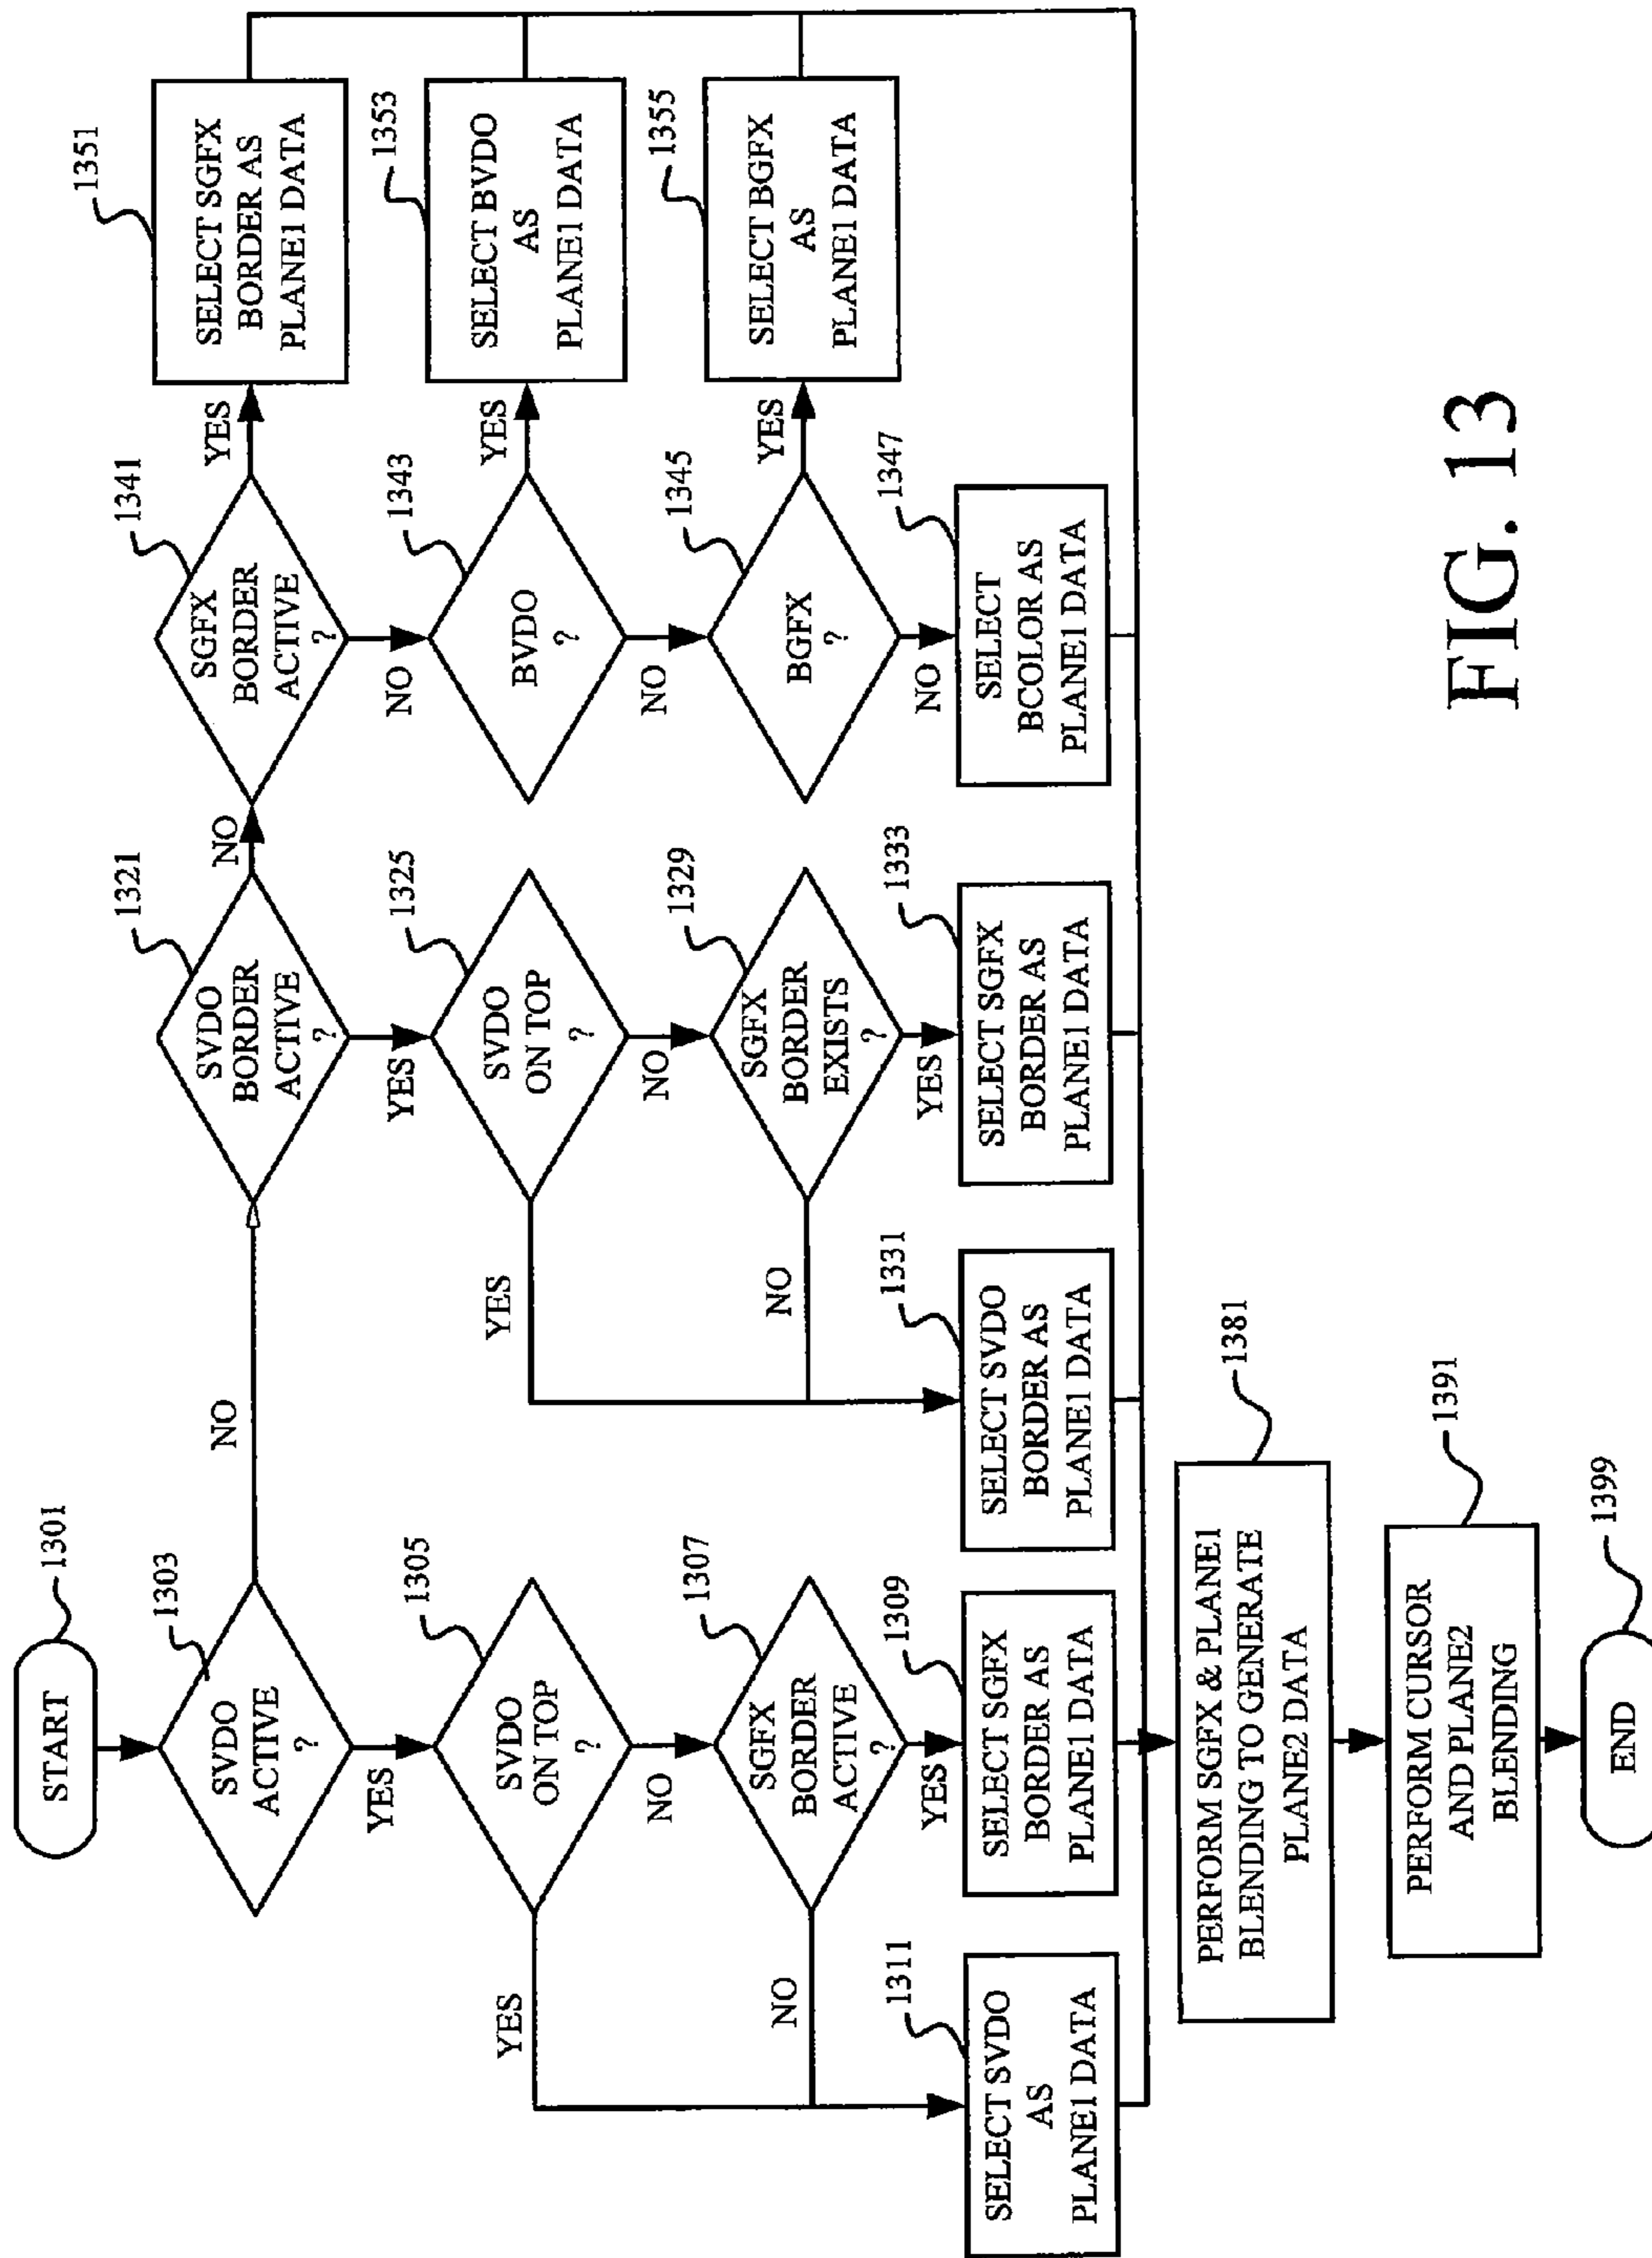 START
1301
SVDO
ACTIVE
?
1303
NO
YES
SVDO
ON TOP
?
1305
YES
NO
SGFX
BORDER
ACTIVE
?
1307
NO
YES
SELECT SVDO
AS
PLANE1 DATA
1311
SELECT SGFX
BORDER AS
PLANE1 DATA
1309
SVDO
BORDER
ACTIVE
?
1321
NO
YES
SVDO
ON TOP
?
1325
YES
NO
SGFX
BORDER
EXISTS
?
1329
NO
YES
SELECT SVDO
BORDER AS
PLANE1 DATA
1331
SELECT SGFX
BORDER AS
PLANE1 DATA
1333
SGFX
BORDER
ACTIVE
?
1341
YES
NO
SELECT SGFX
BORDER AS
PLANE1 DATA
1351
BVDO
?
1343
YES
NO
SELECT BVDO
AS
PLANE1 DATA
1353
BGFX
?
1345
YES
NO
SELECT BGFX
AS
PLANE1 DATA
1355
SELECT
BCOLOR AS
PLANE1 DATA
1347
PERFORM SGFX & PLANE1
BLENDING TO GENERATE
PLANE2 DATA
1381
PERFORM CURSOR
AND PLANE2
BLENDING
1391
END
1399
FIG. 13